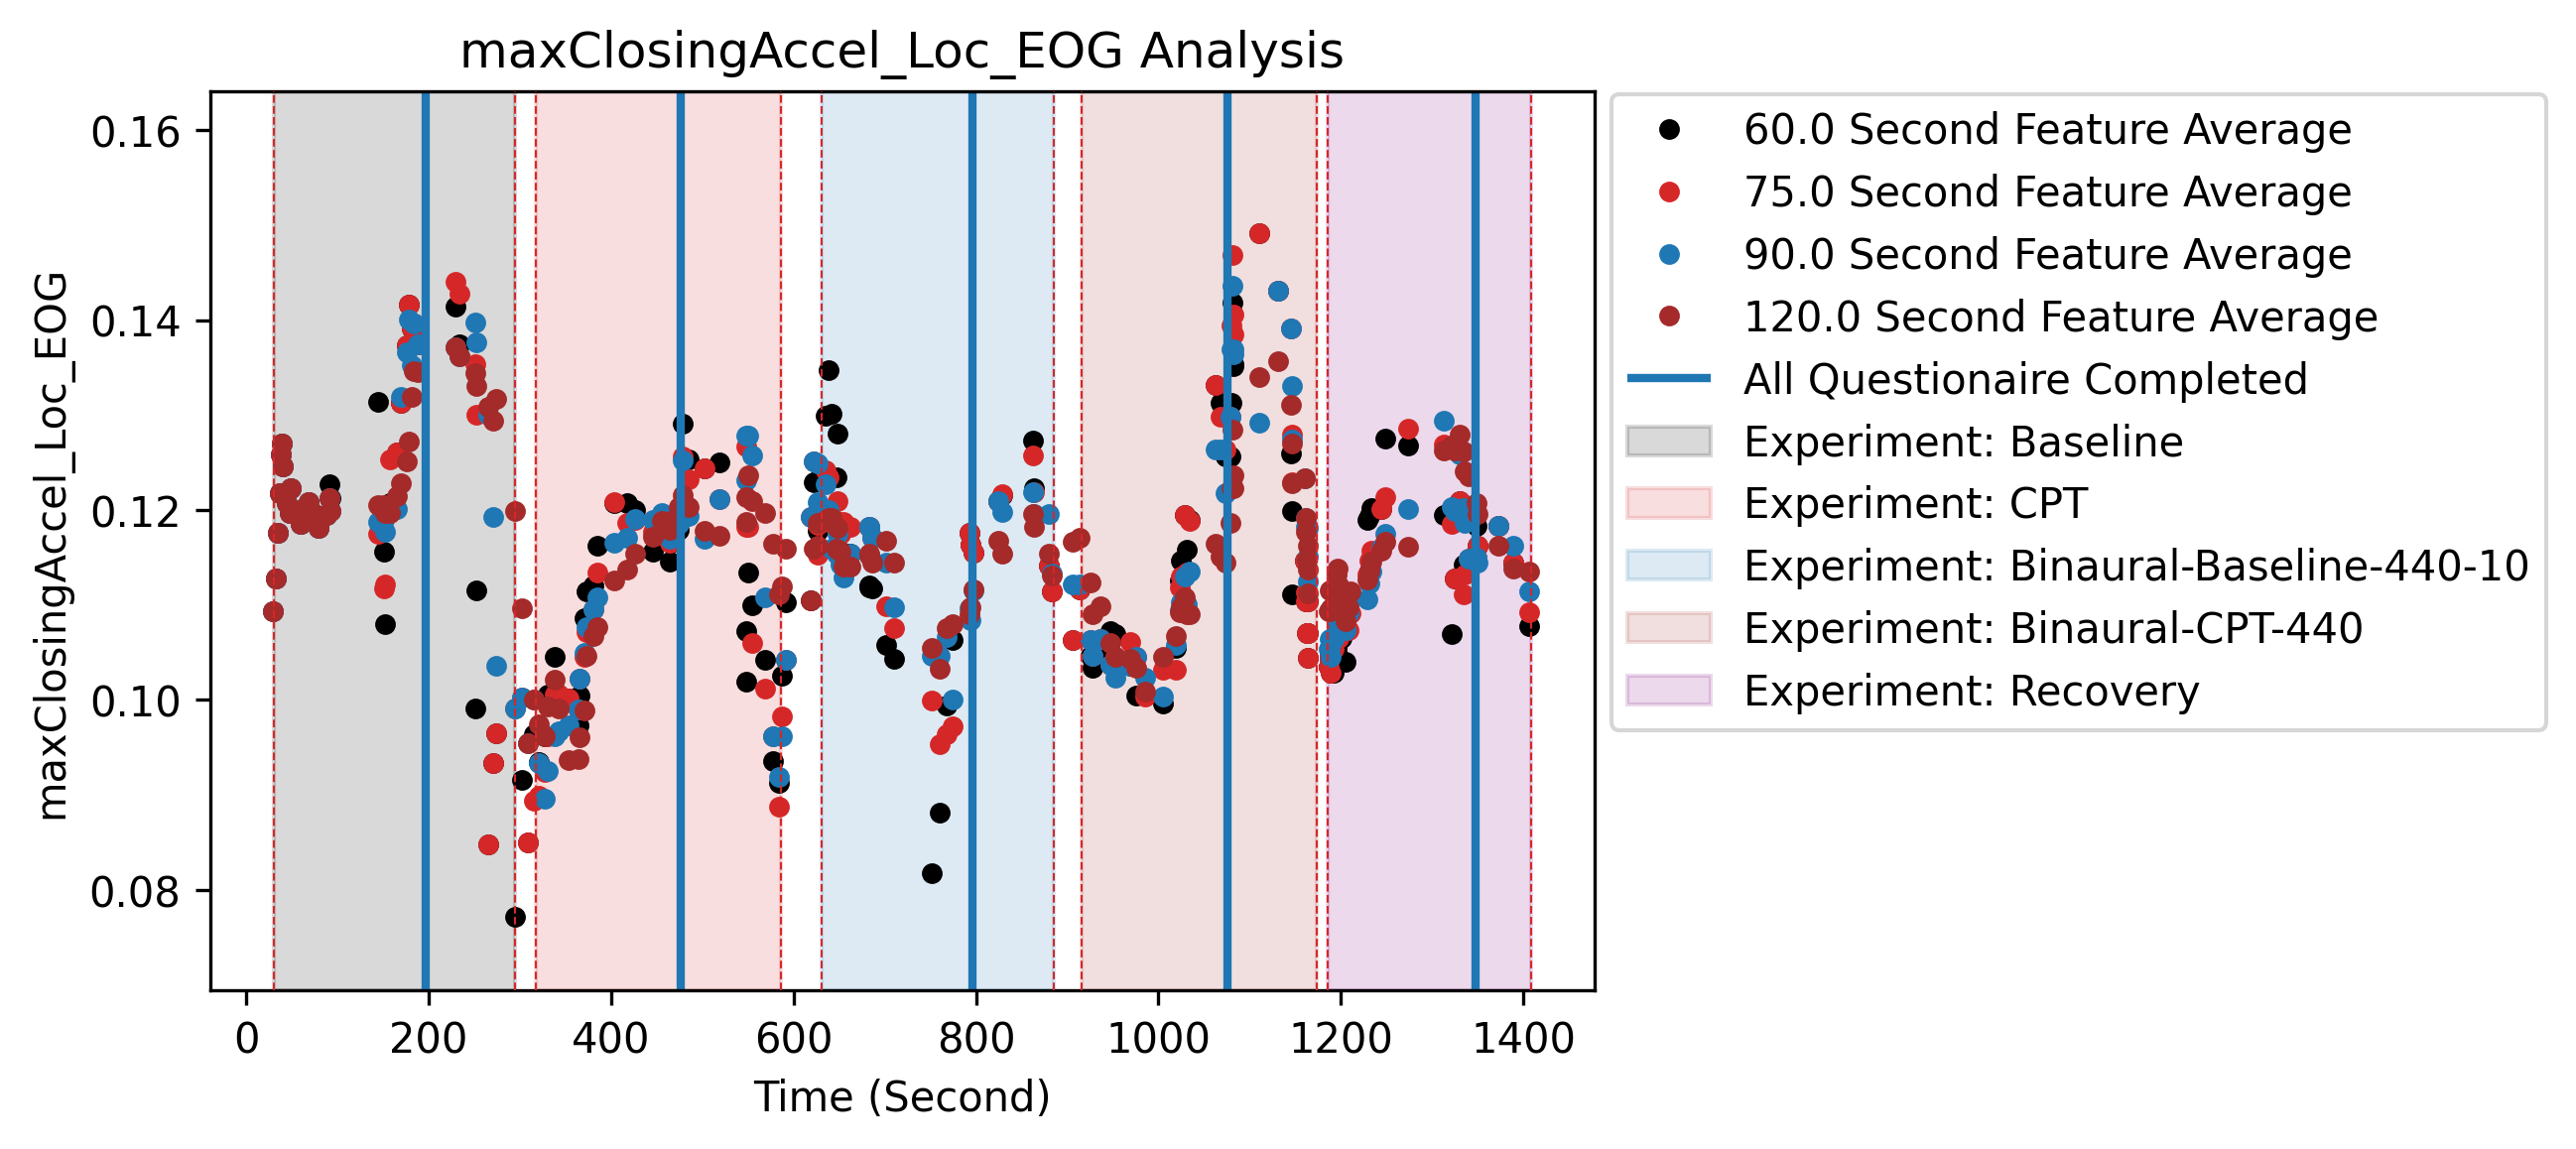 maxClosingAccel_Loc_EOG Analysis
maxClosingAccel_Loc_EOG
0.16
0.14
0.12
0.10
0.08
0
200
400
600
800
1000
1200
1400
Time (Second)
60.0 Second Feature Average
75.0 Second Feature Average
90.0 Second Feature Average
120.0 Second Feature Average
All Questionaire Completed
Experiment: Baseline
Experiment: CPT
Experiment: Binaural-Baseline-440-10
Experiment: Binaural-CPT-440
Experiment: Recovery